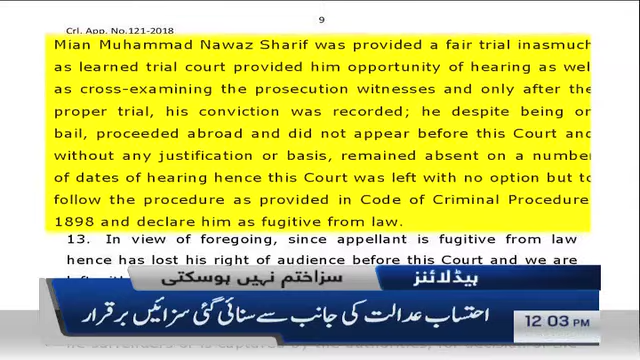 9
Crl. App. No.121-2018
Mian Muhammad Nawaz Sharif was provided a fair trial inasmuch
as learned trial court provided him opportunity of hearing as well
as cross-examining the prosecution witnesses and only after the
proper trial, his conviction was recorded; he despite being on
bail, proceeded abroad and did not appear before this Court and
without any justification or basis, remained absent on a number
of dates of hearing hence this Court was left with no option but to
follow the procedure as provided in Code of Criminal Procedure
1898 and declare him as fugitive from law.
13. In view of foregoing, since appellant is fugitive from law
hence has lost his right of audience before this Court and we are
ہیڈلائنز
سزا ختم نہیں ہوسکتی
احتساب عدالت کی جانب سے سنائی گئی سزائیں برقرار
12:03 PM